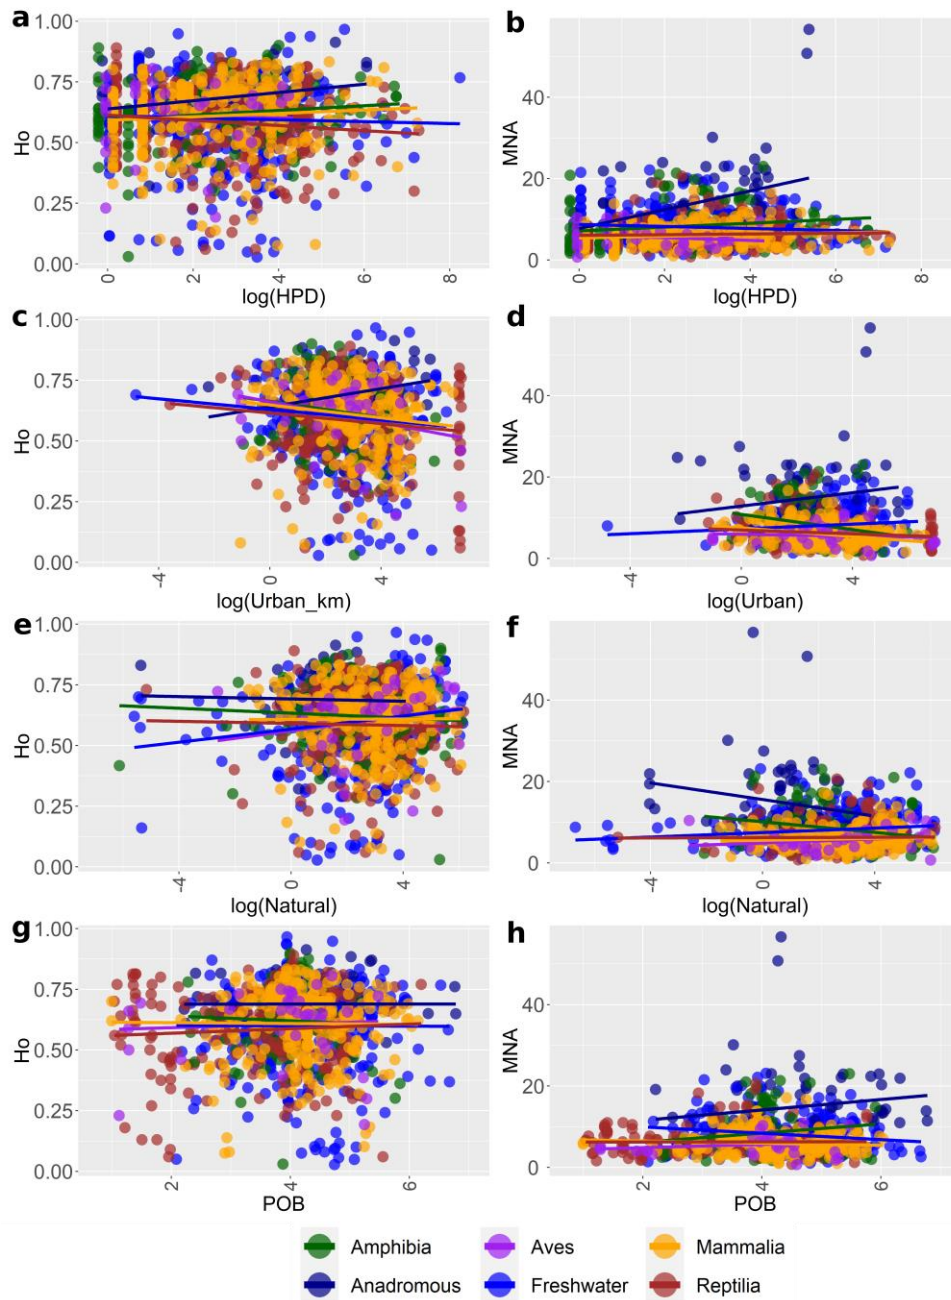 a
1.00
0.75
0.50
0.25
0.00
Ho
0 2 4 6 8
log(HPD)
b
60
40
20
0
MNA
0 2 4 6 8
log(HPD)
c
1.00
0.75
0.50
0.25
0.00
Ho
-4 0 4
log(Urban_km)
d
40
20
0
MNA
-4 0 4
log(Urban)
e
1.00
0.75
0.50
0.25
0.00
Ho
-4 0 4
log(Natural)
f
40
20
0
MNA
-4 0 4
log(Natural)
g
1.00
0.75
0.50
0.25
0.00
Ho
2 4 6
POB
h
40
20
0
MNA
2 4 6
POB
Amphibia Aves Mammalia
Anadromous Freshwater Reptilia